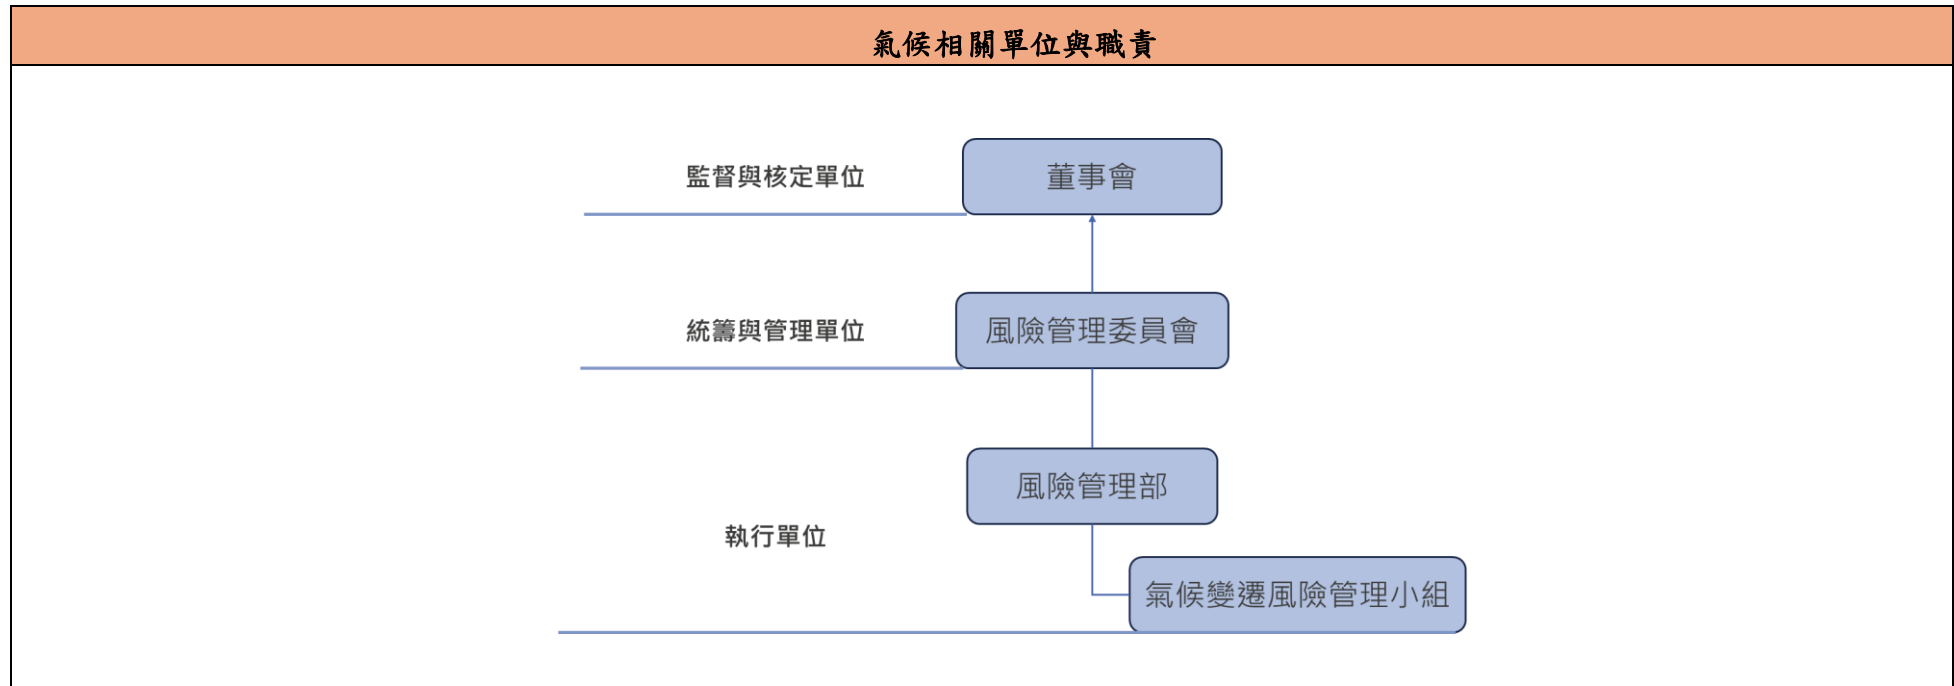 氣候相關單位與職責
監督與核定單位
董事會
統籌與管理單位
風險管理委員會
風險管理部
執行單位
氣候變遷風險管理小組